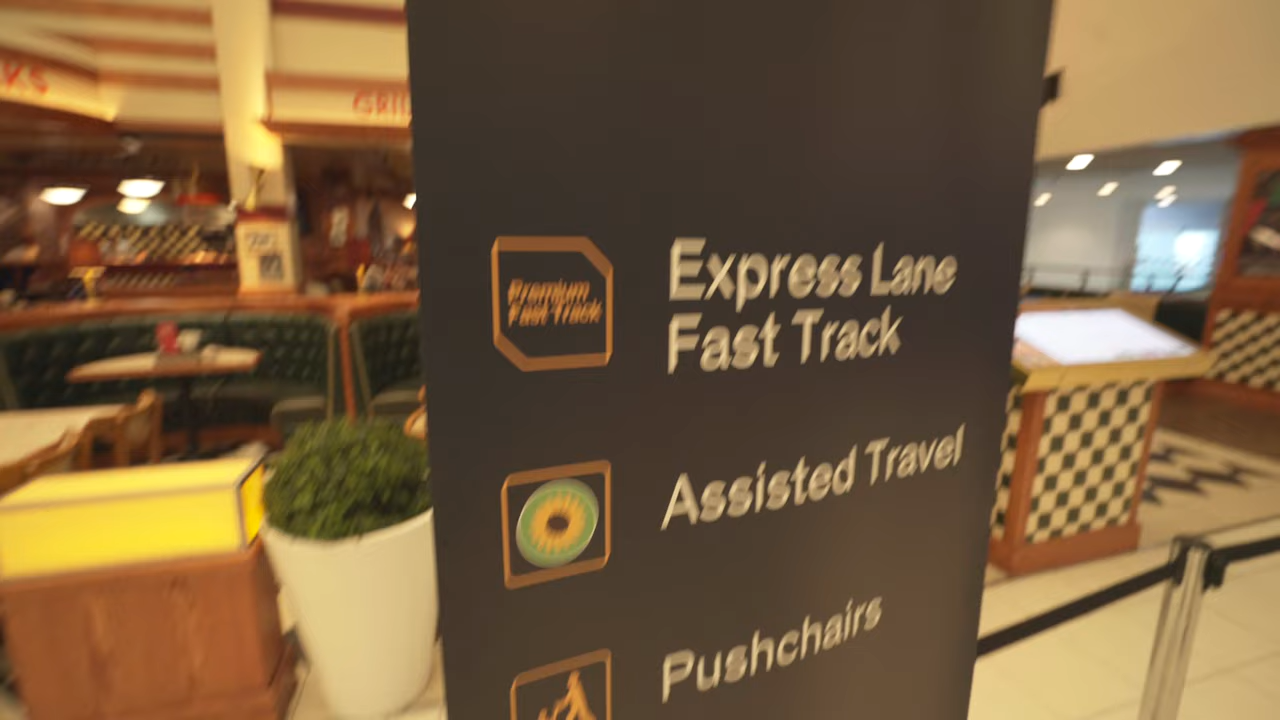 Premium
Fast Track
Express Lane
Fast Track
Assisted Travel
Pushchairs